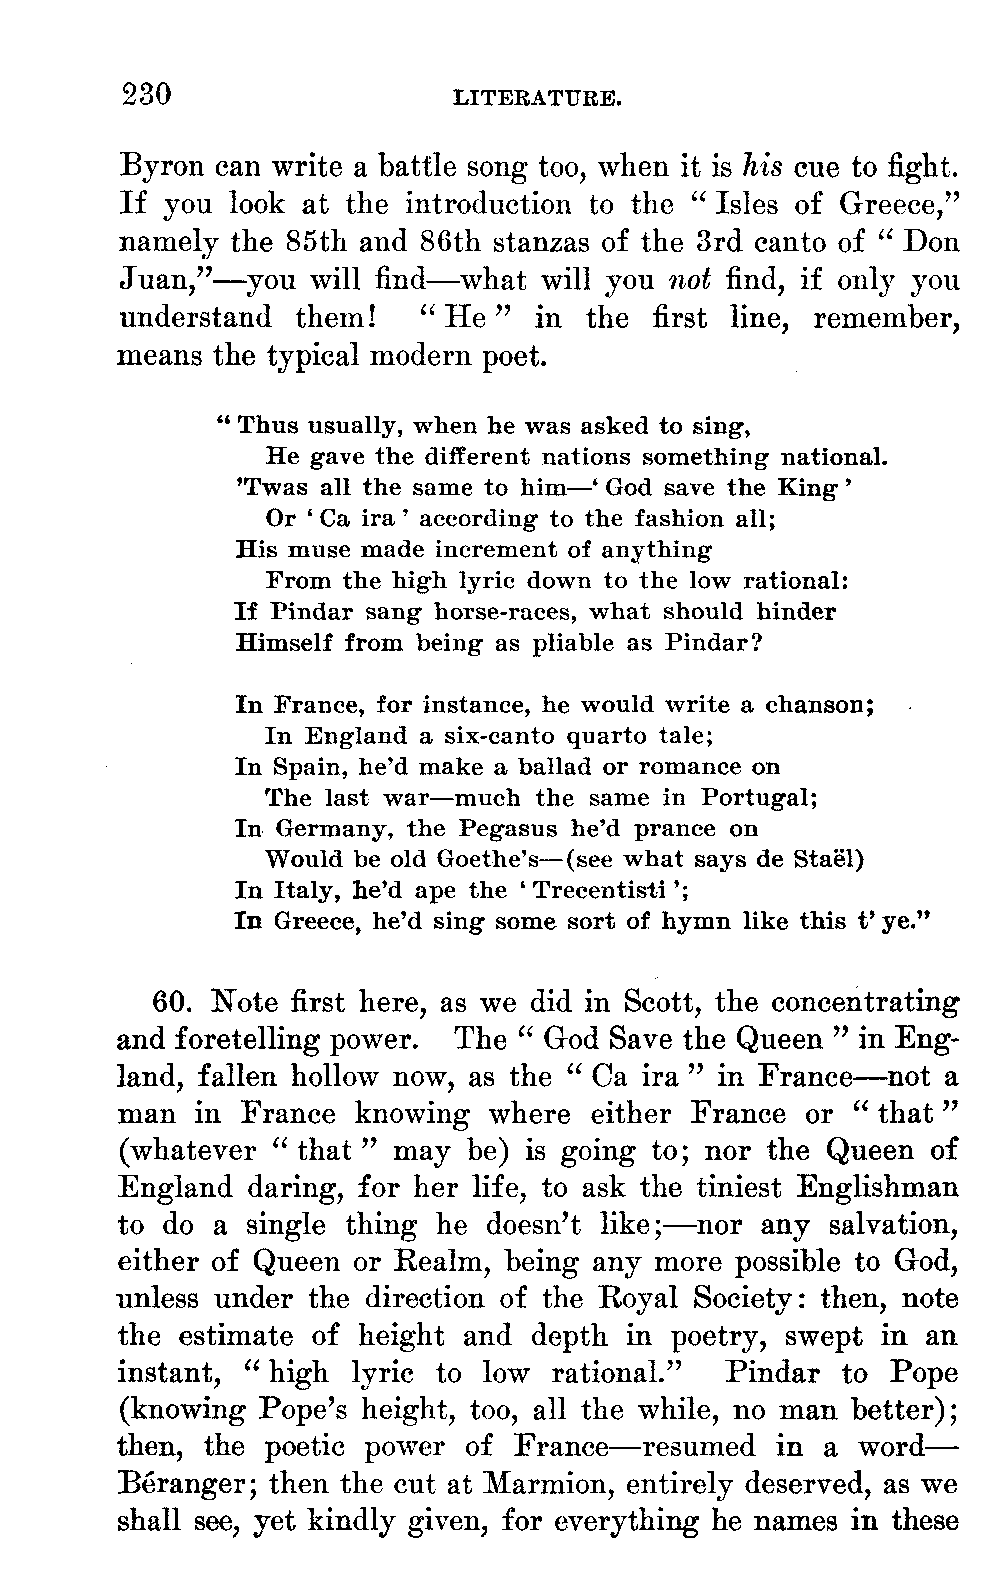 230 LITERATURE.
Byron can write a battle song too, when it is his cue to fight.
If you look at the introduction to the “ Isles of Greece,”
namely the 85th and 86th stanzas of the 3rd canto of “ Don
Juan,”—you will find—what will you not find, if only you
understand them! “ He ” in the first line, remember,
means the typical modern poet.
“ Thus usually, when he was asked to sing,
He gave the different nations something national.
’Twas all the same to him—‘ God save the King ’
Or ‘ Ca ira ’ according to the fashion all;
His muse made increment of anything
From the high lyric down to the low rational:
If Pindar sang horse-races, what should hinder
Himself from being as pliable as Pindar?
In France, for instance, he would write a chanson;
In England a six-canto quarto tale;
In Spain, he’d make a ballad or romance on
The last war—much the same in Portugal;
In Germany, the Pegasus he’d prance on
Would be old Goethe’s—(see what says de Staël)
In Italy, he’d ape the ‘ Trecentisti ’;
In Greece, he’d sing some sort of hymn like this t’ ye.”
60. Note first here, as we did in Scott, the concentrating
and foretelling power. The “ God Save the Queen ” in Eng-
land, fallen hollow now, as the “ Ca ira ” in France—not a
man in France knowing where either France or “ that ”
(whatever “ that ” may be) is going to; nor the Queen of
England daring, for her life, to ask the tiniest Englishman
to do a single thing he doesn’t like;—nor any salvation,
either of Queen or Realm, being any more possible to God,
unless under the direction of the Royal Society: then, note
the estimate of height and depth in poetry, swept in an
instant, “ high lyric to low rational.” Pindar to Pope
(knowing Pope’s height, too, all the while, no man better);
then, the poetic power of France—resumed in a word—
Béranger; then the cut at Marmion, entirely deserved, as we
shall see, yet kindly given, for everything he names in these